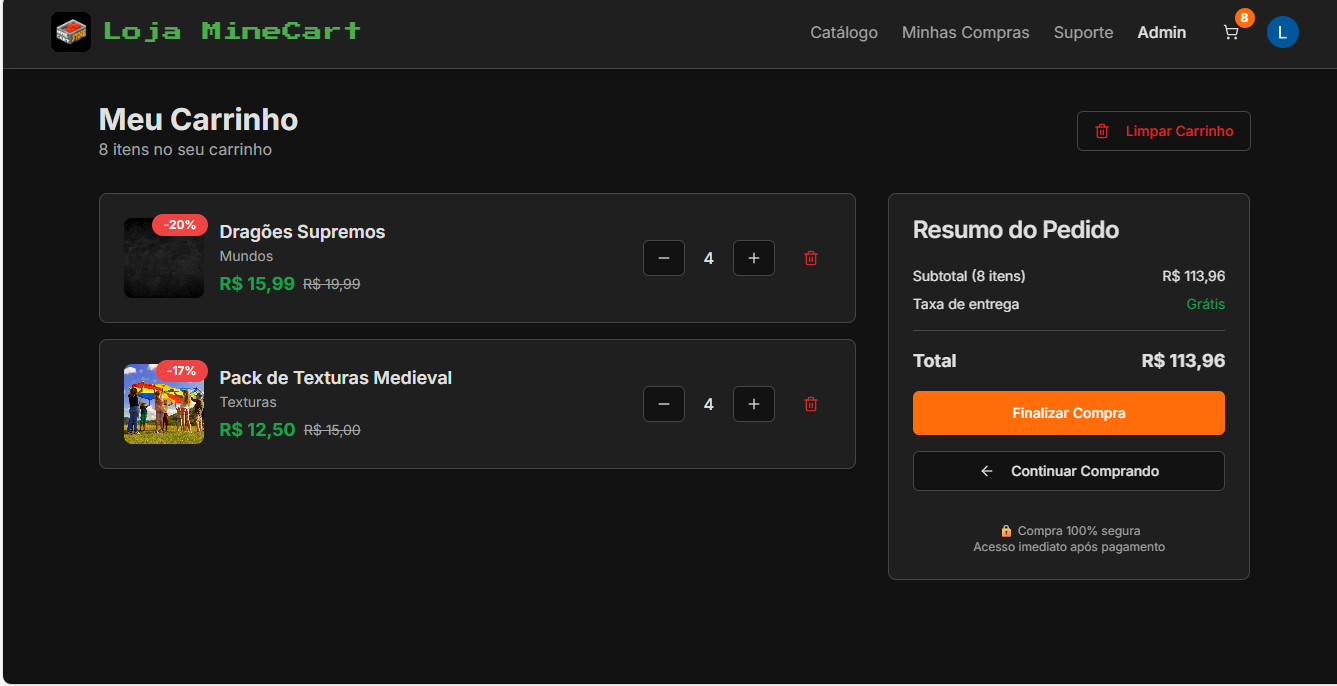 Loja MineCart
Catálogo Minhas Compras Suporte Admin 8 L
Meu Carrinho
8 itens no seu carrinho
Limpar Carrinho
-20%
Dragões Supremos
Mundos
R$ 15,99 R$ 19,99
4
-17%
Pack de Texturas Medieval
Texturas
R$ 12,50 R$ 15,00
4
Resumo do Pedido
Subtotal (8 itens) R$ 113,96
Taxa de entrega Grátis
Total R$ 113,96
Finalizar Compra
Continuar Comprando
🔒 Compra 100% segura
Acesso imediato após pagamento